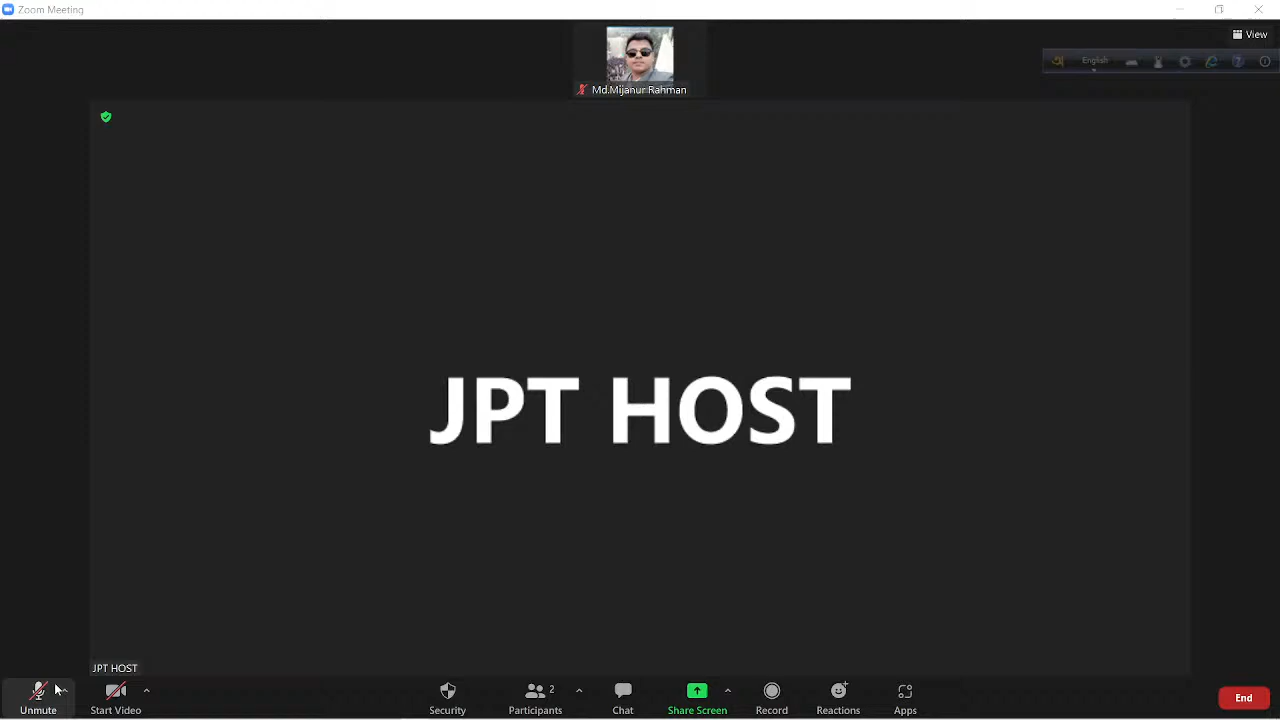 Zoom Meeting
View
অ
English
Md.Mijanur Rahman
JPT HOST
JPT HOST
Unmute
Start Video
Security
Participants
2
Chat
Share Screen
Record
Reactions
Apps
End